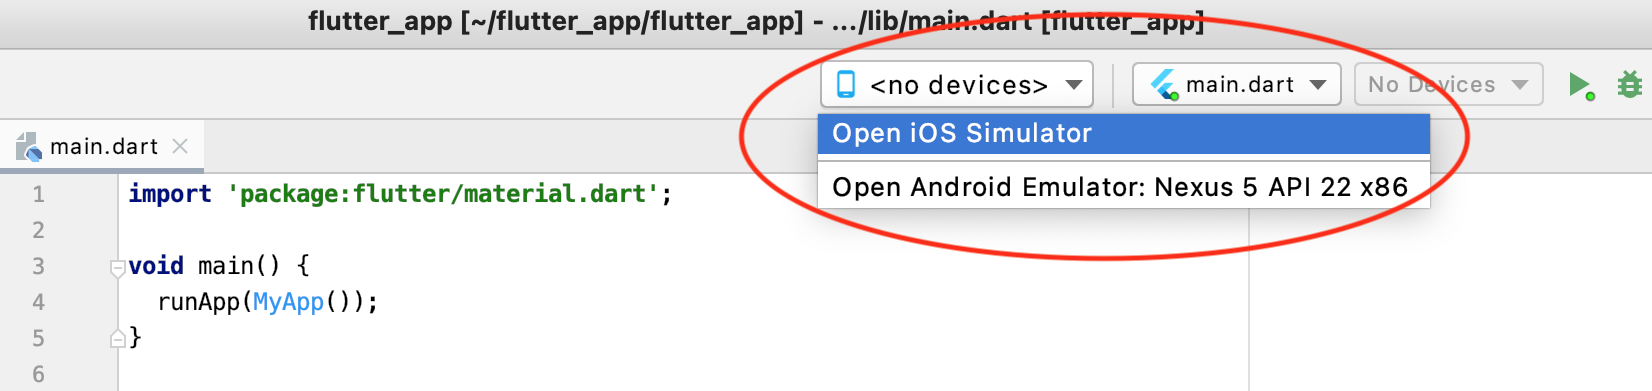 flutter_app [~/flutter_app/flutter_app] - .../lib/main.dart [flutter_app]
<no devices> main.dart No Devices
Open iOS Simulator
Open Android Emulator: Nexus 5 API 22 x86
main.dart
1 import 'package:flutter/material.dart';
2
3 void main() {
4 runApp(MyApp());
5 }
6